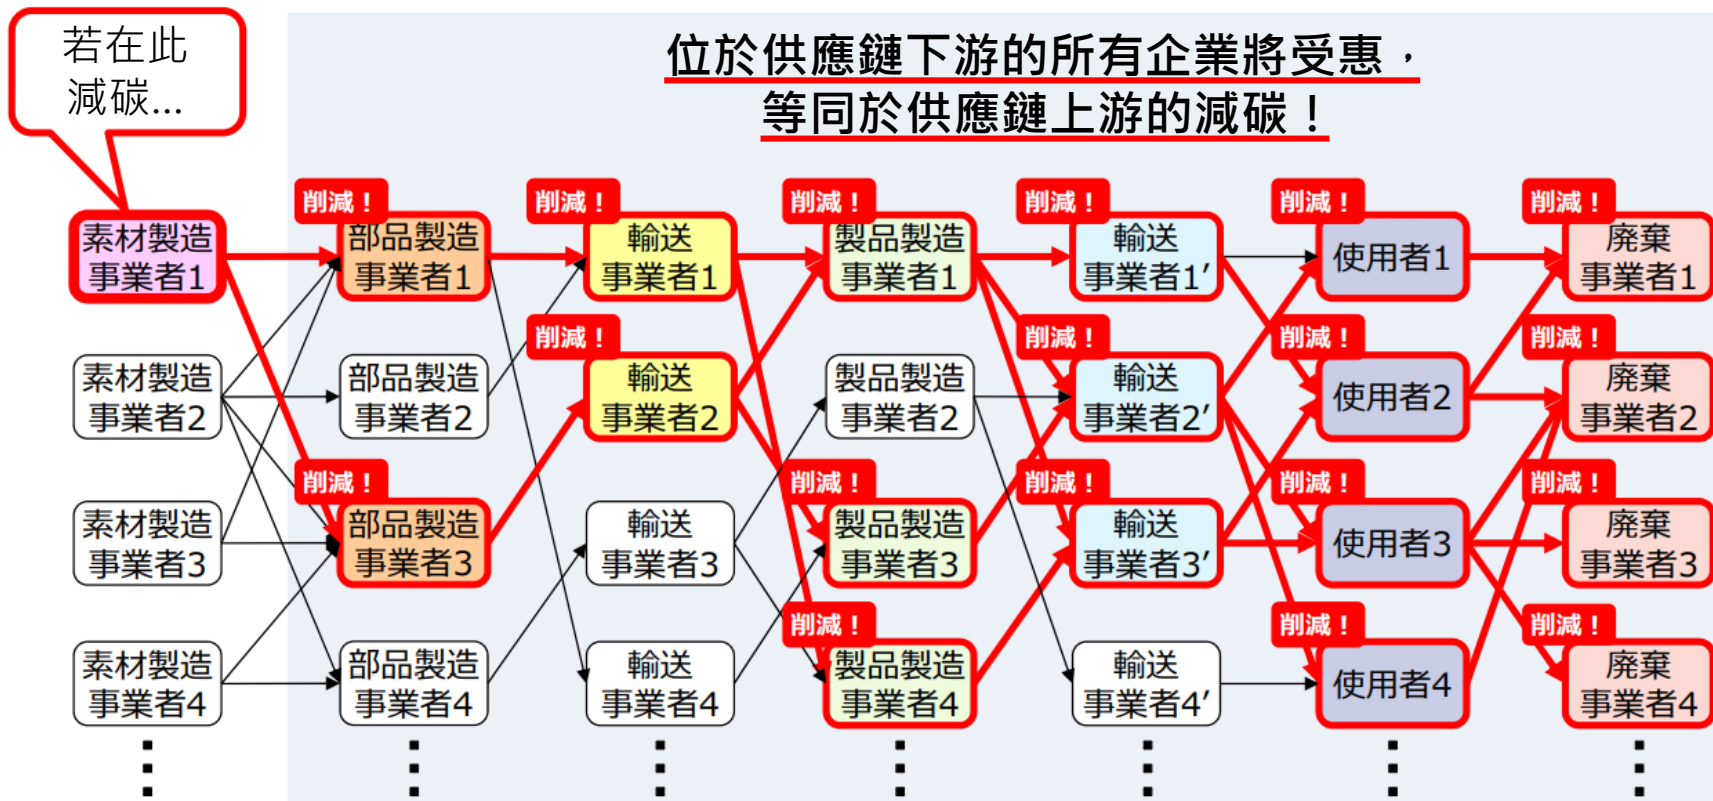 若在此
減碳...
位於供應鏈下游的所有企業將受惠，
等同於供應鏈上游的減碳！
削減！
削減！
削減！
削減！
削減！
削減！
素材製造
事業者1
部品製造
事業者1
輸送
事業者1
製品製造
事業者1
輸送
事業者1’
使用者1
廃棄
事業者1
削減！
削減！
削減！
削減！
素材製造
事業者2
部品製造
事業者2
輸送
事業者2
製品製造
事業者2
輸送
事業者2’
使用者2
廃棄
事業者2
削減！
削減！
削減！
削減！
削減！
素材製造
事業者3
部品製造
事業者3
輸送
事業者3
製品製造
事業者3
輸送
事業者3’
使用者3
廃棄
事業者3
削減！
削減！
削減！
素材製造
事業者4
部品製造
事業者4
輸送
事業者4
製品製造
事業者4
輸送
事業者4’
使用者4
廃棄
事業者4